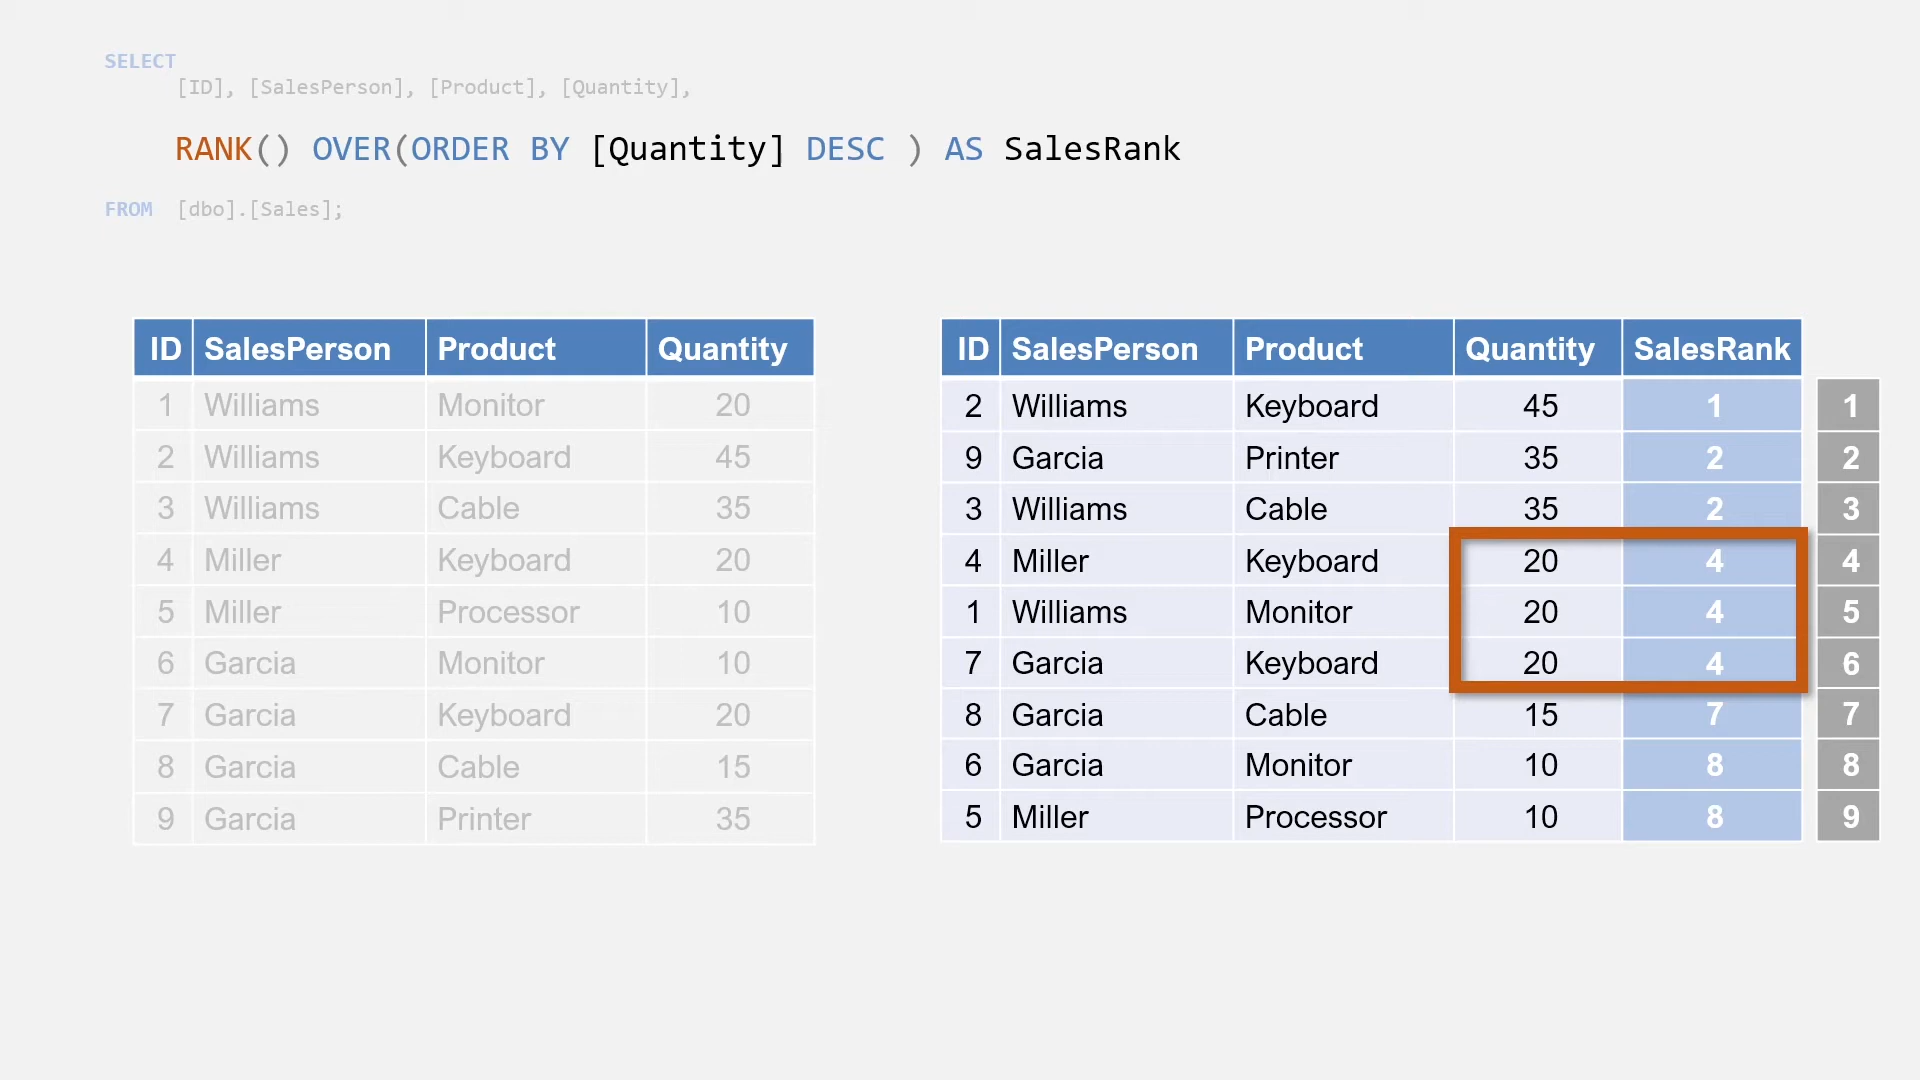 SELECT
[ID], [SalesPerson], [Product], [Quantity],
RANK() OVER(ORDER BY [Quantity] DESC ) AS SalesRank
FROM [dbo].[Sales];
ID SalesPerson Product Quantity
1 Williams Monitor 20
2 Williams Keyboard 45
3 Williams Cable 35
4 Miller Keyboard 20
5 Miller Processor 10
6 Garcia Monitor 10
7 Garcia Keyboard 20
8 Garcia Cable 15
9 Garcia Printer 35
ID SalesPerson Product Quantity SalesRank
2 Williams Keyboard 45 1 1
9 Garcia Printer 35 2 2
3 Williams Cable 35 2 3
4 Miller Keyboard 20 4 4
1 Williams Monitor 20 4 5
7 Garcia Keyboard 20 4 6
8 Garcia Cable 15 7 7
6 Garcia Monitor 10 8 8
5 Miller Processor 10 8 9